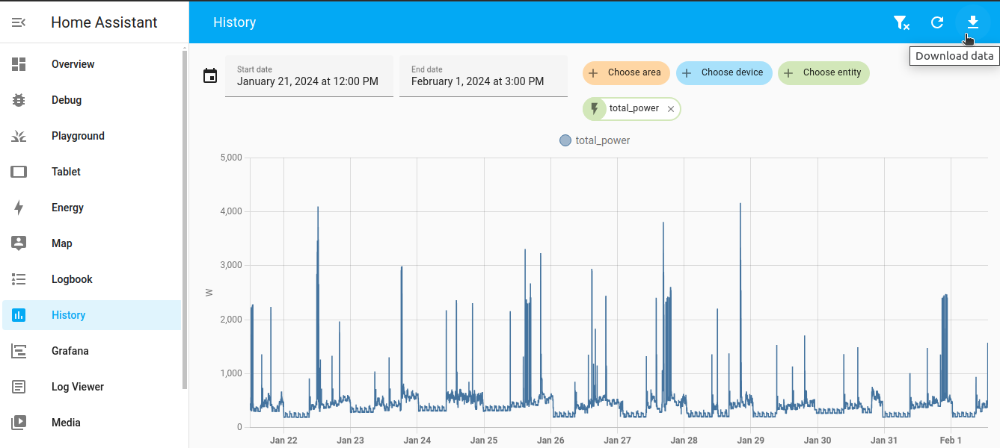 Home Assistant
History
Download data
Overview
Debug
Playground
Tablet
Energy
Map
Logbook
History
Grafana
Log Viewer
Media
Start date
January 21, 2024 at 12:00 PM
End date
February 1, 2024 at 3:00 PM
Choose area
Choose device
Choose entity
total_power
total_power
5,000
4,000
3,000
2,000
1,000
0
W
Jan 22
Jan 23
Jan 24
Jan 25
Jan 26
Jan 27
Jan 28
Jan 29
Jan 30
Jan 31
Feb 1